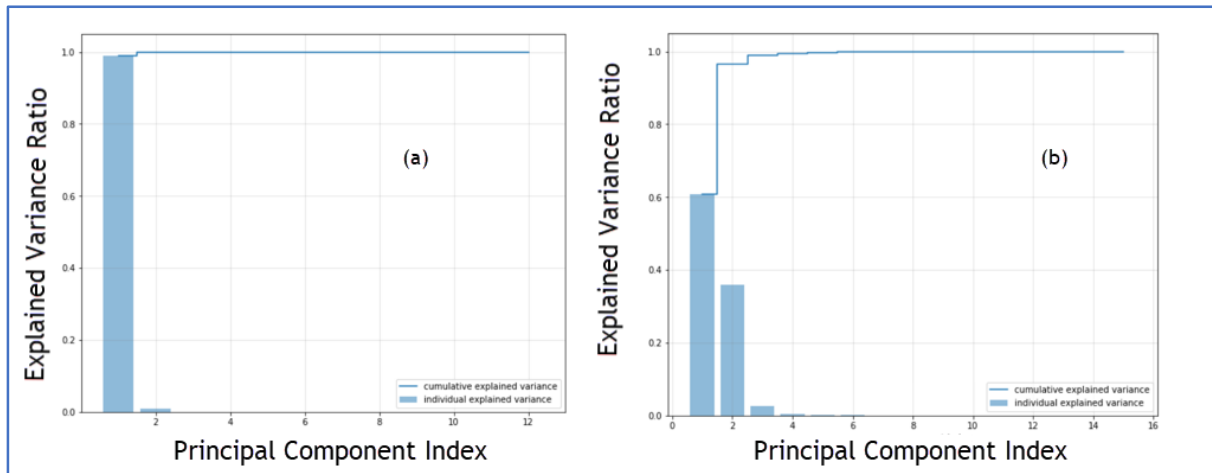 Explained Variance Ratio
1.0
0.8
0.6
0.4
0.2
0.0
(a)
cumulative explained variance
individual explained variance
2 4 6 8 10 12
Principal Component Index
Explained Variance Ratio
1.0
0.8
0.6
0.4
0.2
0.0
(b)
cumulative explained variance
individual explained variance
0 2 4 6 8 10 12 14 16
Principal Component Index